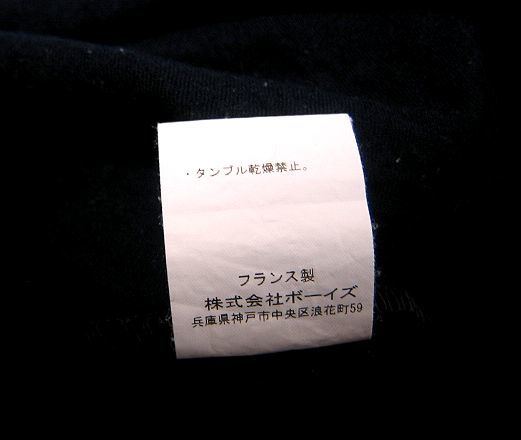 ・タンブル乾燥禁止。
フランス製
株式会社ボーイズ
兵庫県神戸市中央区浪花町59